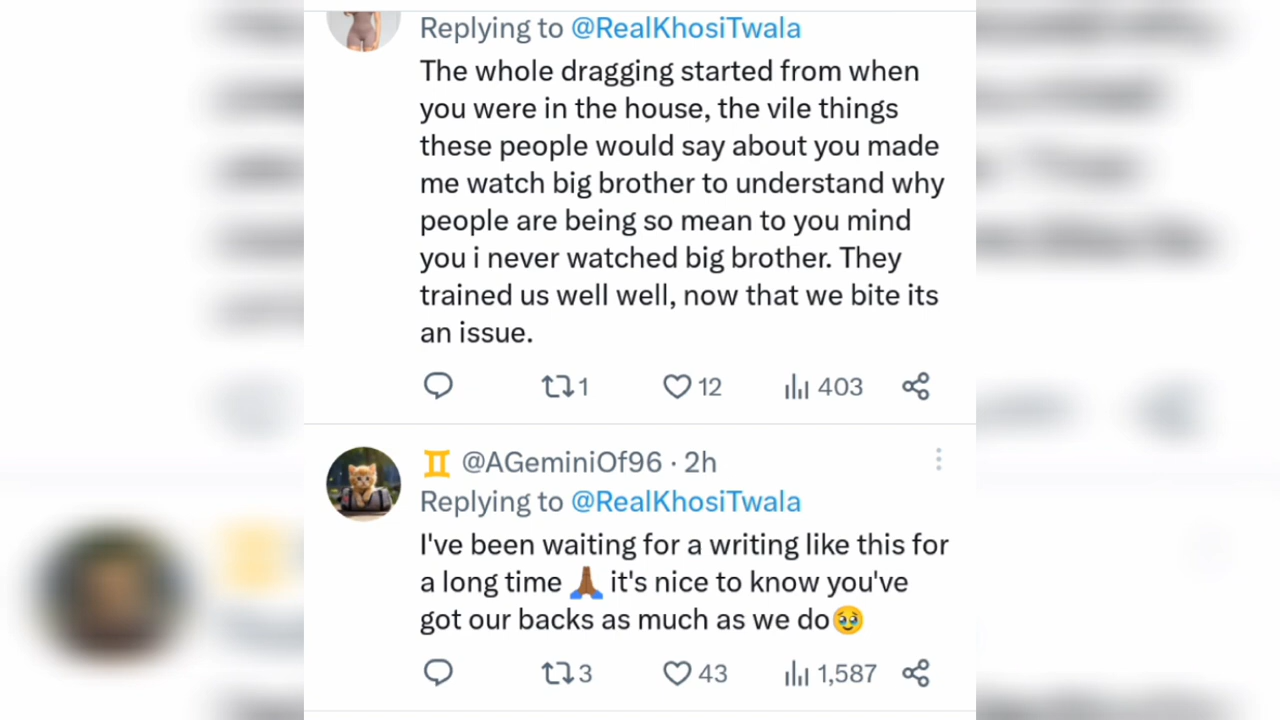 Replying to @RealKhosiTwala
The whole dragging started from when
you were in the house, the vile things
these people would say about you made
me watch big brother to understand why
people are being so mean to you mind
you i never watched big brother. They
trained us well well, now that we bite its
an issue.
1 12 403
♊ @AGeminiOf96 · 2h
Replying to @RealKhosiTwala
I've been waiting for a writing like this for
a long time 🙏🏾 it's nice to know you've
got our backs as much as we do🥹
3 43 1,587